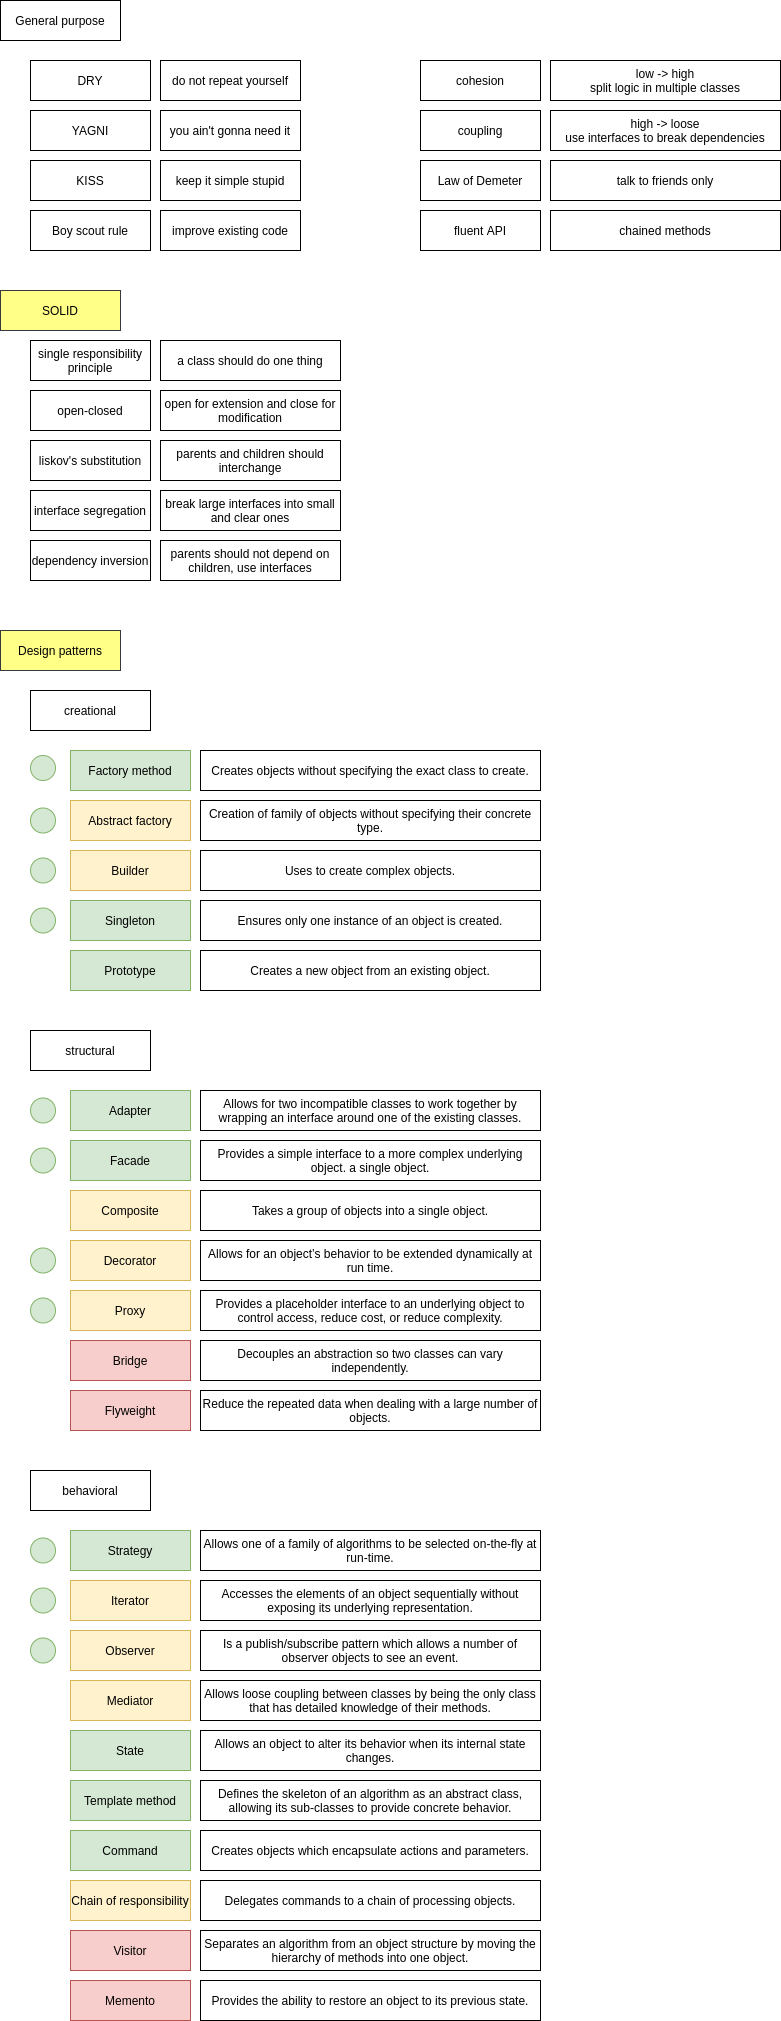 General purpose
DRY
do not repeat yourself
cohesion
low -> high
split logic in multiple classes
YAGNI
you ain't gonna need it
coupling
high -> loose
use interfaces to break dependencies
KISS
keep it simple stupid
Law of Demeter
talk to friends only
Boy scout rule
improve existing code
fluent API
chained methods
SOLID
single responsibility
principle
a class should do one thing
open-closed
open for extension and close for
modification
liskov's substitution
parents and children should
interchange
interface segregation
break large interfaces into small
and clear ones
dependency inversion
parents should not depend on
children, use interfaces
Design patterns
creational
Factory method
Creates objects without specifying the exact class to create.
Abstract factory
Creation of family of objects without specifying their concrete
type.
Builder
Uses to create complex objects.
Singleton
Ensures only one instance of an object is created.
Prototype
Creates a new object from an existing object.
structural
Adapter
Allows for two incompatible classes to work together by
wrapping an interface around one of the existing classes.
Facade
Provides a simple interface to a more complex underlying
object. a single object.
Composite
Takes a group of objects into a single object.
Decorator
Allows for an object’s behavior to be extended dynamically at
run time.
Proxy
Provides a placeholder interface to an underlying object to
control access, reduce cost, or reduce complexity.
Bridge
Decouples an abstraction so two classes can vary
independently.
Flyweight
Reduce the repeated data when dealing with a large number of
objects.
behavioral
Strategy
Allows one of a family of algorithms to be selected on-the-fly at
run-time.
Iterator
Accesses the elements of an object sequentially without
exposing its underlying representation.
Observer
Is a publish/subscribe pattern which allows a number of
observer objects to see an event.
Mediator
Allows loose coupling between classes by being the only class
that has detailed knowledge of their methods.
State
Allows an object to alter its behavior when its internal state
changes.
Template method
Defines the skeleton of an algorithm as an abstract class,
allowing its sub-classes to provide concrete behavior.
Command
Creates objects which encapsulate actions and parameters.
Chain of responsibility
Delegates commands to a chain of processing objects.
Visitor
Separates an algorithm from an object structure by moving the
hierarchy of methods into one object.
Memento
Provides the ability to restore an object to its previous state.